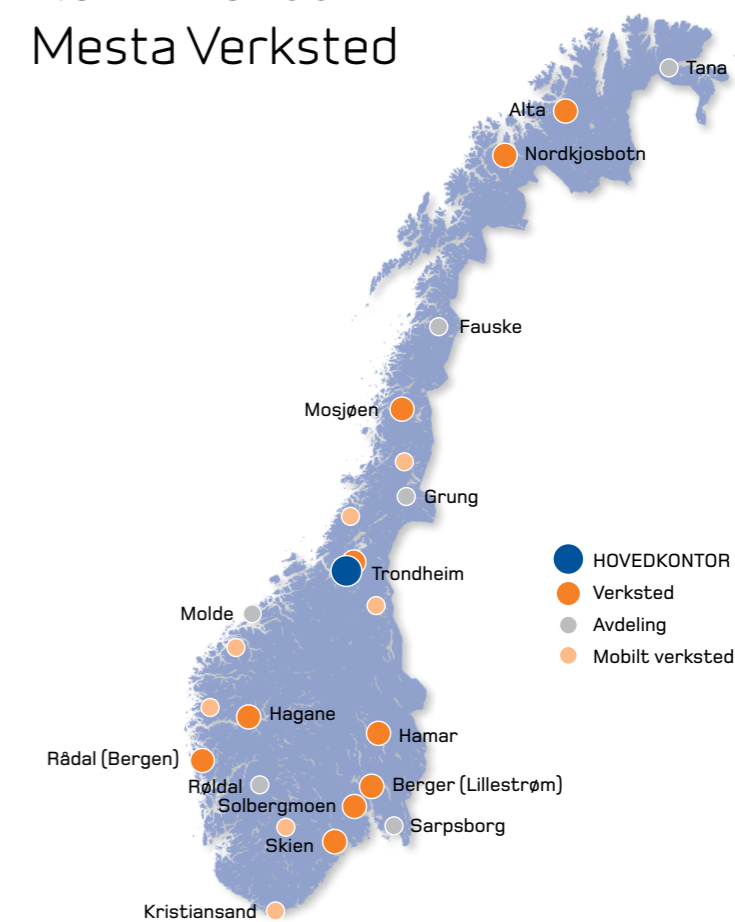 Mesta Verksted
Tana
Alta
Nordkjosbotn
Fauske
Mosjøen
Grung
HOVEDKONTOR
Trondheim
Verksted
Molde
Avdeling
Mobilt verksted
Hagane
Hamar
Rådal (Bergen)
Røldal
Berger (Lillestrøm)
Solbergmoen
Sarpsborg
Skien
Kristiansand